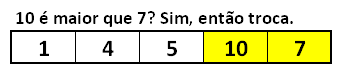 10 é maior que 7? Sim, então troca.
1 4 5 10 7